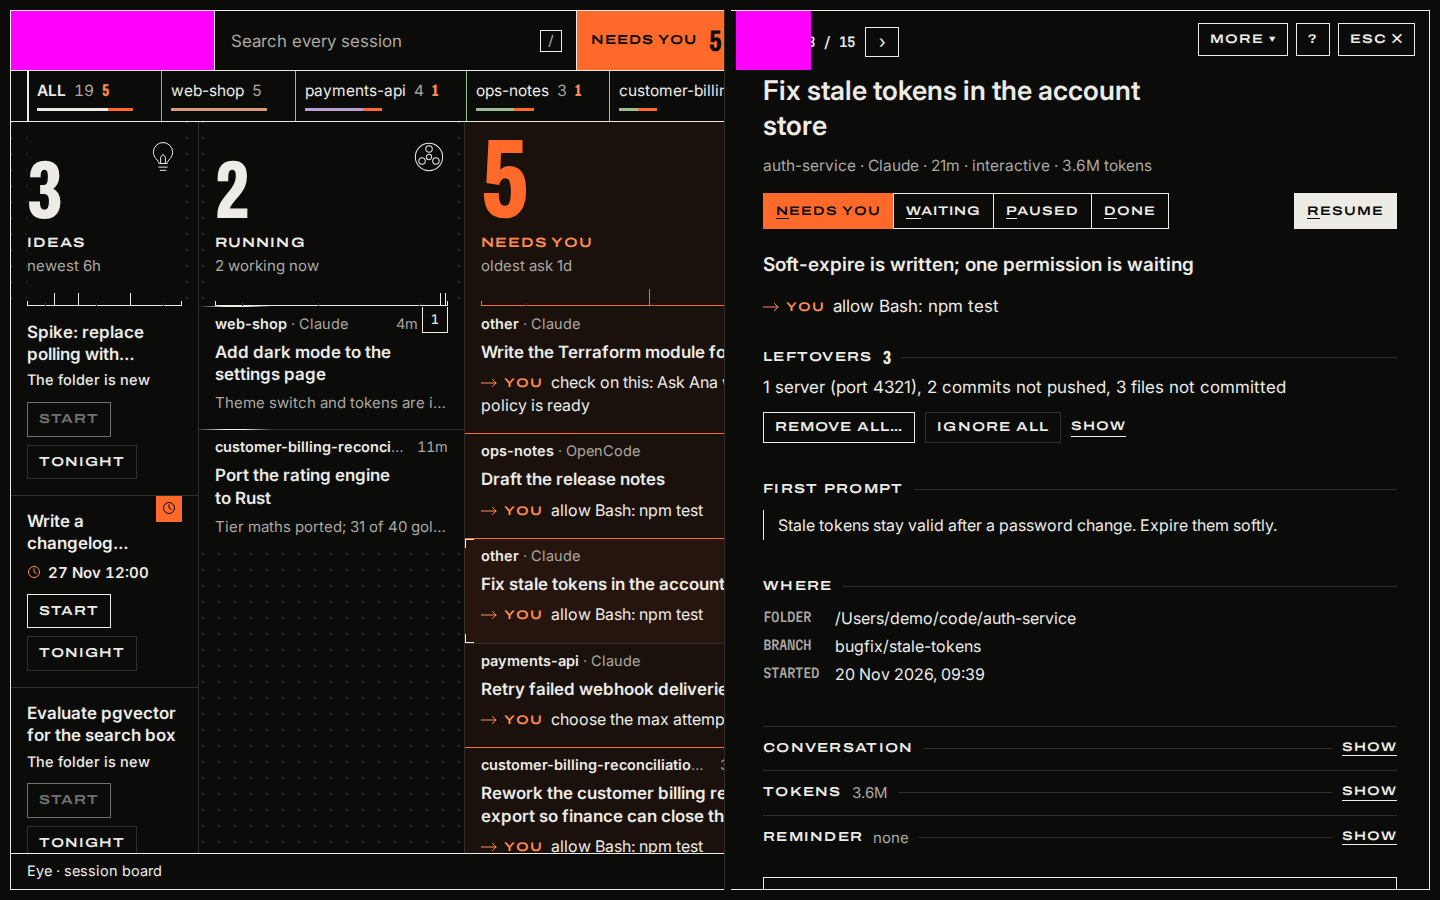 Search every session
/
NEEDS YOU 5
/ 15
›
MORE ▾
?
ESC ✕
ALL 19 5
web-shop 5
payments-api 4 1
ops-notes 3 1
customer-billin
3
IDEAS
newest 6h
Spike: replace
polling with...
The folder is new
START
TONIGHT
Write a
changelog...
27 Nov 12:00
START
TONIGHT
Evaluate pgvector
for the search box
The folder is new
START
TONIGHT
2
RUNNING
2 working now
web-shop · Claude 4m 1
Add dark mode to the
settings page
Theme switch and tokens are i...
customer-billing-reconci... 11m
Port the rating engine
to Rust
Tier maths ported; 31 of 40 gol...
5
NEEDS YOU
oldest ask 1d
other · Claude
Write the Terraform module fo
→ YOU check on this: Ask Ana
policy is ready
ops-notes · OpenCode
Draft the release notes
→ YOU allow Bash: npm test
other · Claude
Fix stale tokens in the account
→ YOU allow Bash: npm test
payments-api · Claude
Retry failed webhook deliverie
→ YOU choose the max attemp
customer-billing-reconciliatio...
Rework the customer billing re
export so finance can close th
→ YOU allow Bash: npm test
Eye · session board
Fix stale tokens in the account
store
auth-service · Claude · 21m · interactive · 3.6M tokens
NEEDS YOU
WAITING
PAUSED
DONE
RESUME
Soft-expire is written; one permission is waiting
→ YOU allow Bash: npm test
LEFTOVERS 3
1 server (port 4321), 2 commits not pushed, 3 files not committed
REMOVE ALL...
IGNORE ALL
SHOW
FIRST PROMPT
Stale tokens stay valid after a password change. Expire them softly.
WHERE
FOLDER /Users/demo/code/auth-service
BRANCH bugfix/stale-tokens
STARTED 20 Nov 2026, 09:39
CONVERSATION SHOW
TOKENS 3.6M SHOW
REMINDER none SHOW